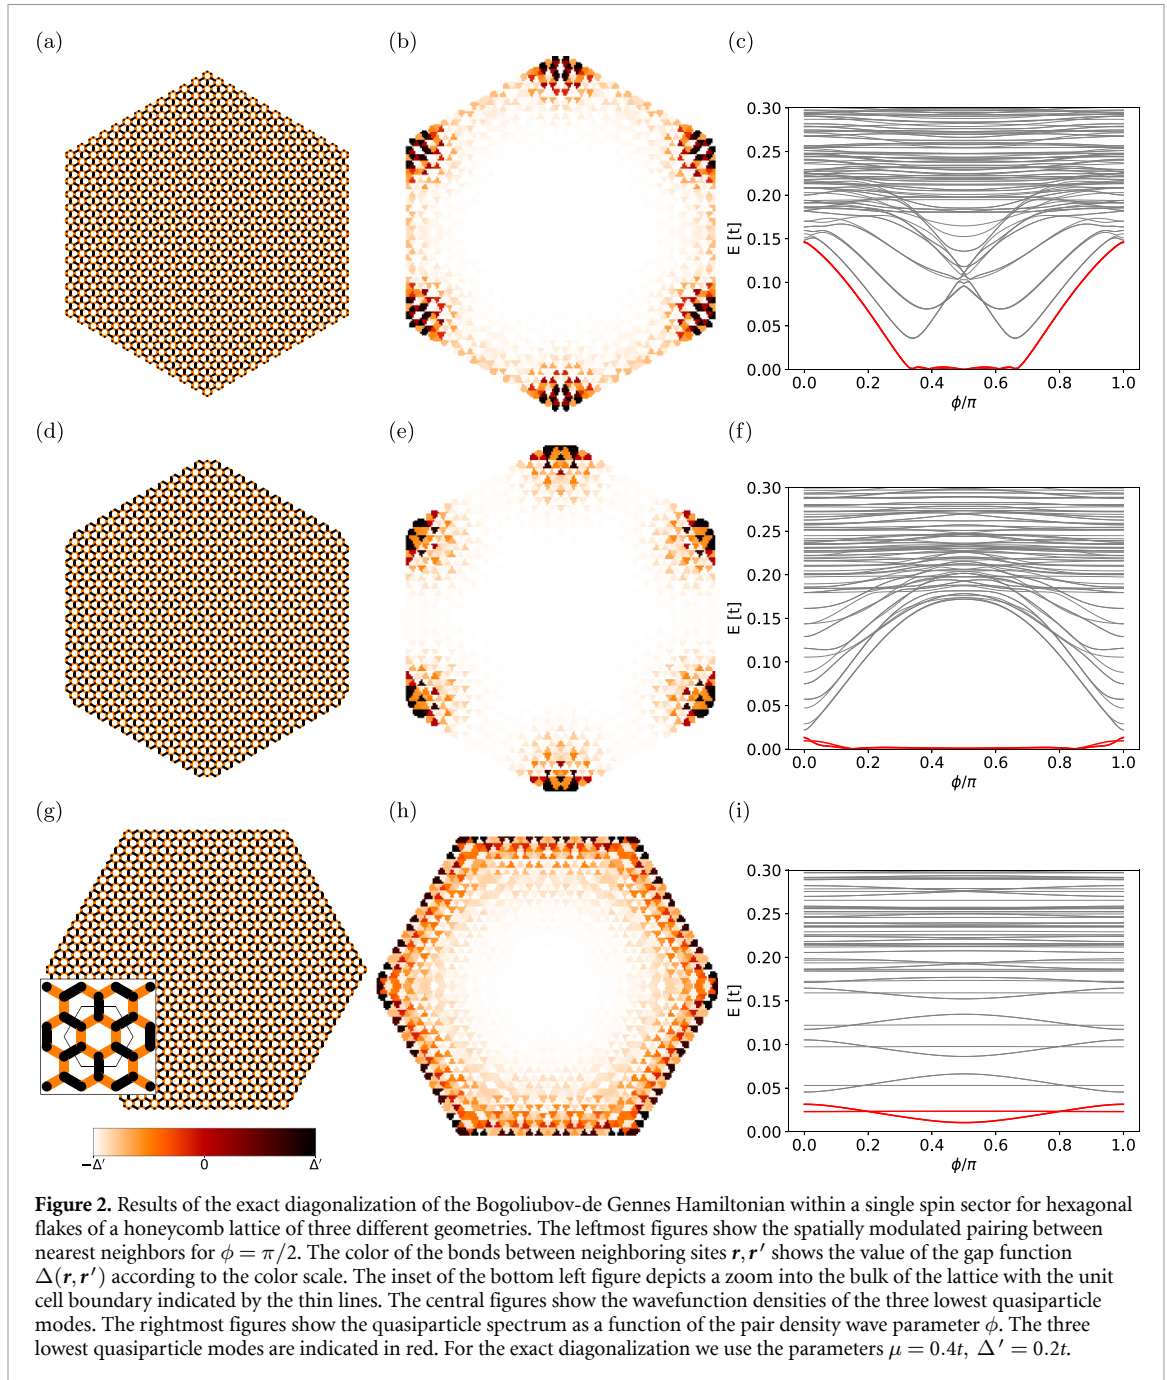 (a)
(b)
(c)
0.30
0.25
0.20
0.15
0.10
0.05
0.00
E [t]
0.0 0.2 0.4 0.6 0.8 1.0
ϕ/π
(d)
(e)
(f)
0.30
0.25
0.20
0.15
0.10
0.05
0.00
E [t]
0.0 0.2 0.4 0.6 0.8 1.0
ϕ/π
(g)
(h)
(i)
0.30
0.25
0.20
0.15
0.10
0.05
0.00
E [t]
0.0 0.2 0.4 0.6 0.8 1.0
ϕ/π
−Δ′ 0 Δ′
Figure 2. Results of the exact diagonalization of the Bogoliubov-de Gennes Hamiltonian within a single spin sector for hexagonal
flakes of a honeycomb lattice of three different geometries. The leftmost figures show the spatially modulated pairing between
nearest neighbors for ϕ = π/2. The color of the bonds between neighboring sites r, r′ shows the value of the gap function
Δ(r, r′) according to the color scale. The inset of the bottom left figure depicts a zoom into the bulk of the lattice with the unit
cell boundary indicated by the thin lines. The central figures show the wavefunction densities of the three lowest quasiparticle
modes. The rightmost figures show the quasiparticle spectrum as a function of the pair density wave parameter ϕ. The three
lowest quasiparticle modes are indicated in red. For the exact diagonalization we use the parameters μ = 0.4t, Δ′ = 0.2t.